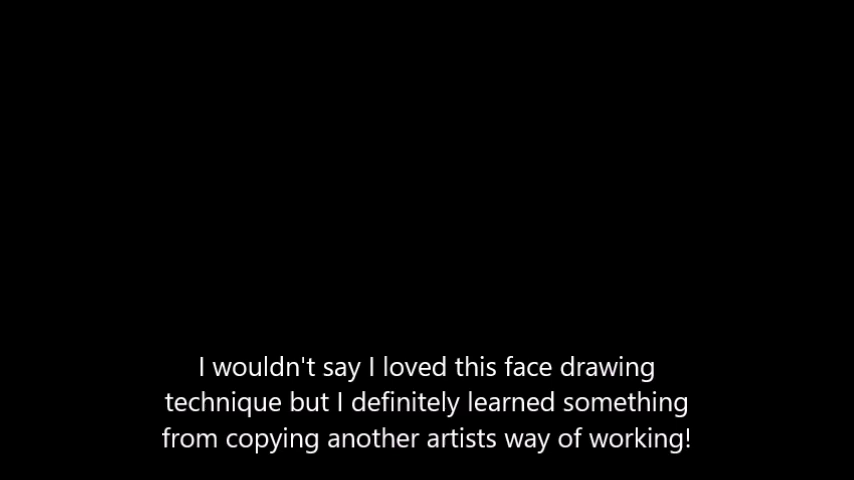 I wouldn't say I loved this face drawing
technique but I definitely learned something
from copying another artists way of working!